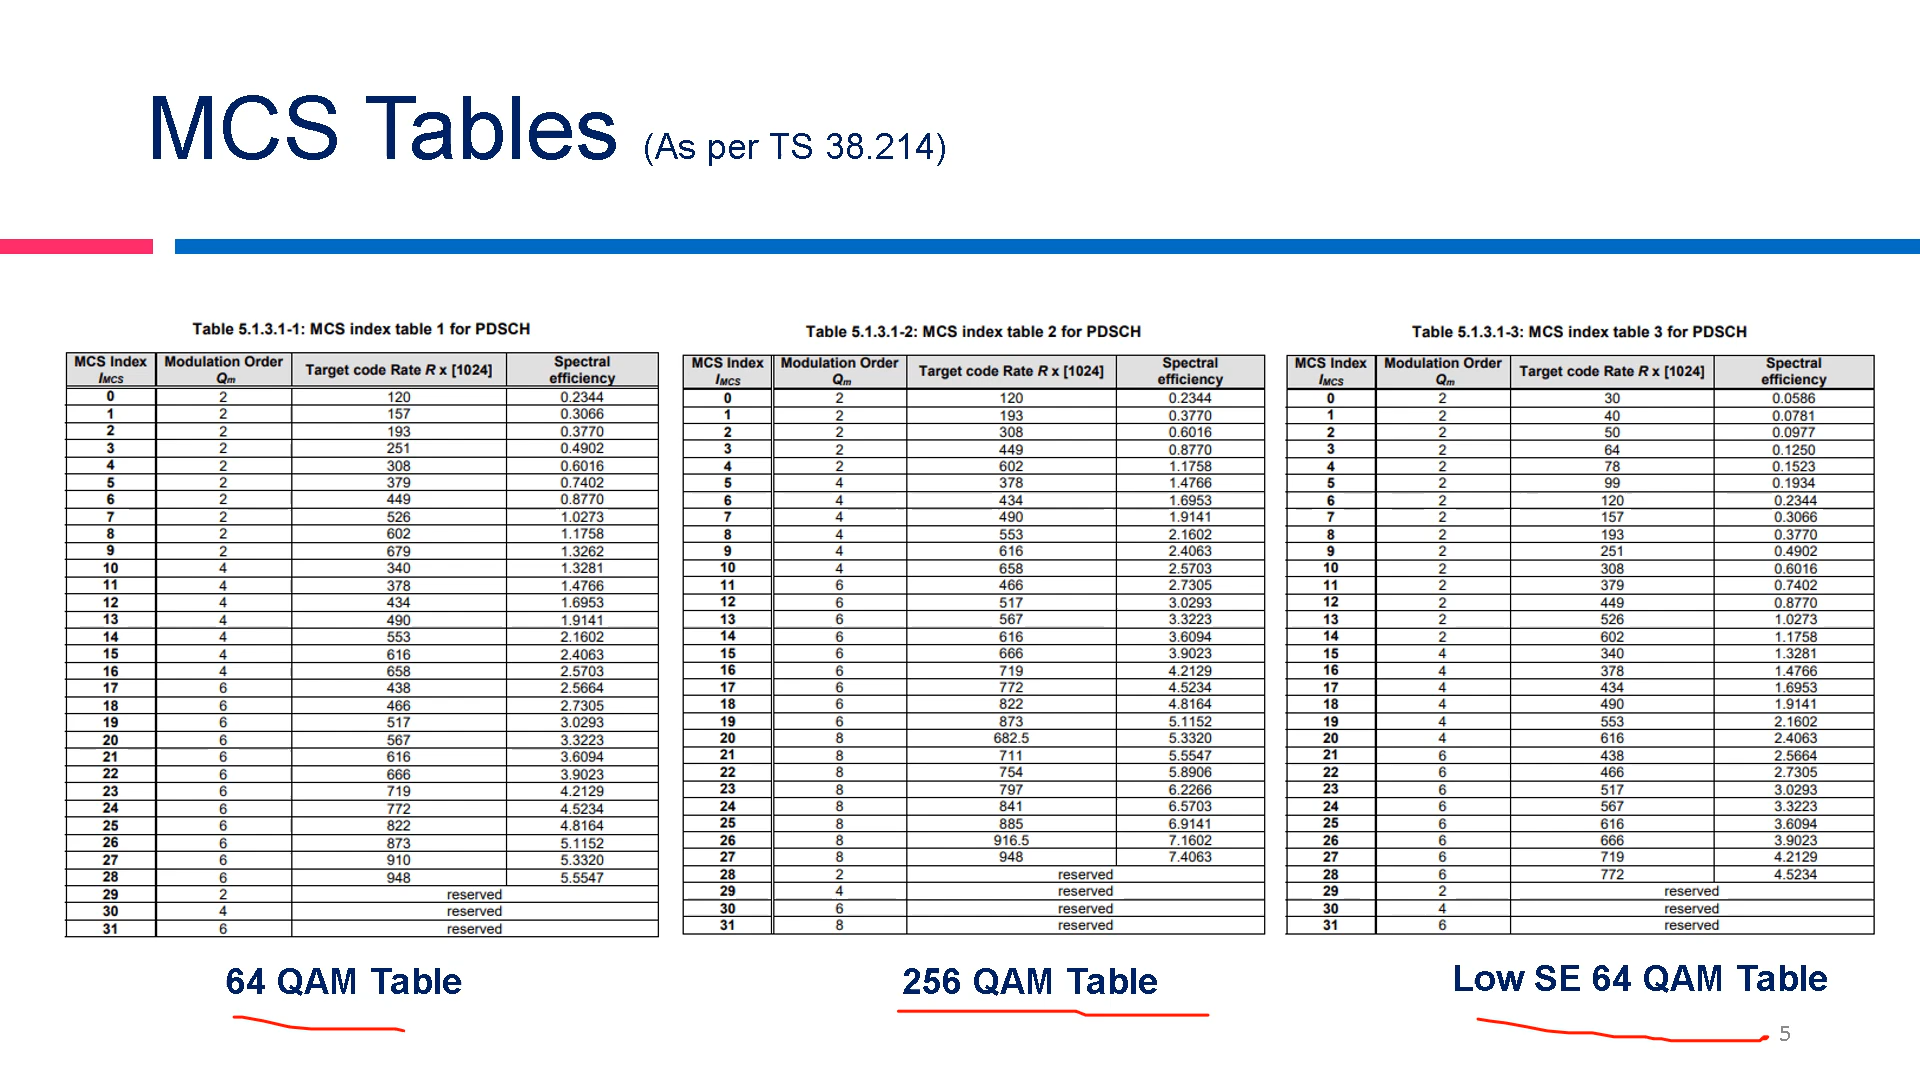 MCS Tables (As per TS 38.214)
Table 5.1.3.1-1: MCS index table 1 for PDSCH
MCS Index IMCS | Modulation Order Qm | Target code Rate R x [1024] | Spectral efficiency
0 2 120 0.2344
1 2 157 0.3066
2 2 193 0.3770
3 2 251 0.4902
4 2 308 0.6016
5 2 379 0.7402
6 2 449 0.8770
7 2 526 1.0273
8 2 602 1.1758
9 2 679 1.3262
10 4 340 1.3281
11 4 378 1.4766
12 4 434 1.6953
13 4 490 1.9141
14 4 553 2.1602
15 4 616 2.4063
16 4 658 2.5703
17 6 438 2.5664
18 6 466 2.7305
19 6 517 3.0293
20 6 567 3.3223
21 6 616 3.6094
22 6 666 3.9023
23 6 719 4.2129
24 6 772 4.5234
25 6 822 4.8164
26 6 873 5.1152
27 6 910 5.3320
28 6 948 5.5547
29 2 reserved
30 4 reserved
31 6 reserved
64 QAM Table
Table 5.1.3.1-2: MCS index table 2 for PDSCH
MCS Index IMCS | Modulation Order Qm | Target code Rate R x [1024] | Spectral efficiency
0 2 120 0.2344
1 2 193 0.3770
2 2 308 0.6016
3 2 449 0.8770
4 2 602 1.1758
5 4 378 1.4766
6 4 434 1.6953
7 4 490 1.9141
8 4 553 2.1602
9 4 616 2.4063
10 4 658 2.5703
11 6 466 2.7305
12 6 517 3.0293
13 6 567 3.3223
14 6 616 3.6094
15 6 666 3.9023
16 6 719 4.2129
17 6 772 4.5234
18 6 822 4.8164
19 6 873 5.1152
20 8 682.5 5.3320
21 8 711 5.5547
22 8 754 5.8906
23 8 797 6.2266
24 8 841 6.5703
25 8 885 6.9141
26 8 916.5 7.1602
27 8 948 7.4063
28 2 reserved
29 4 reserved
30 6 reserved
31 8 reserved
256 QAM Table
Table 5.1.3.1-3: MCS index table 3 for PDSCH
MCS Index IMCS | Modulation Order Qm | Target code Rate R x [1024] | Spectral efficiency
0 2 30 0.0586
1 2 40 0.0781
2 2 50 0.0977
3 2 64 0.1250
4 2 78 0.1523
5 2 99 0.1934
6 2 120 0.2344
7 2 157 0.3066
8 2 193 0.3770
9 2 251 0.4902
10 2 308 0.6016
11 2 379 0.7402
12 2 449 0.8770
13 2 526 1.0273
14 2 602 1.1758
15 4 340 1.3281
16 4 378 1.4766
17 4 434 1.6953
18 4 490 1.9141
19 4 553 2.1602
20 4 616 2.4063
21 6 438 2.5664
22 6 466 2.7305
23 6 517 3.0293
24 6 567 3.3223
25 6 616 3.6094
26 6 666 3.9023
27 6 719 4.2129
28 6 772 4.5234
29 2 reserved
30 4 reserved
31 6 reserved
Low SE 64 QAM Table
5